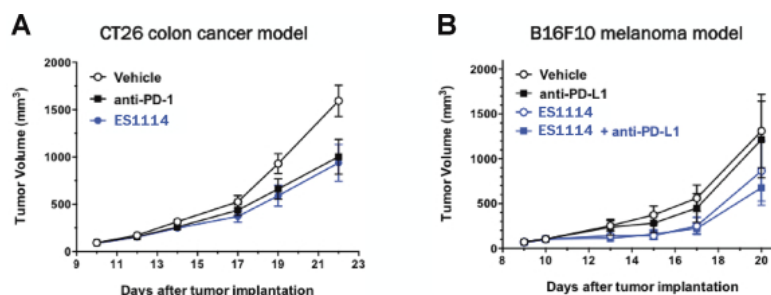 A
CT26 colon cancer model
Vehicle
anti-PD-1
ES1114
Tumor Volume (mm3)
2000
1500
1000
500
0
9 11 13 15 17 19 21 23
Days after tumor implantation
B
B16F10 melanoma model
Vehicle
anti-PD-L1
ES1114
ES1114 + anti-PD-L1
Tumor Volume (mm3)
2000
1500
1000
500
0
8 10 12 14 16 18 20
Days after tumor implantation